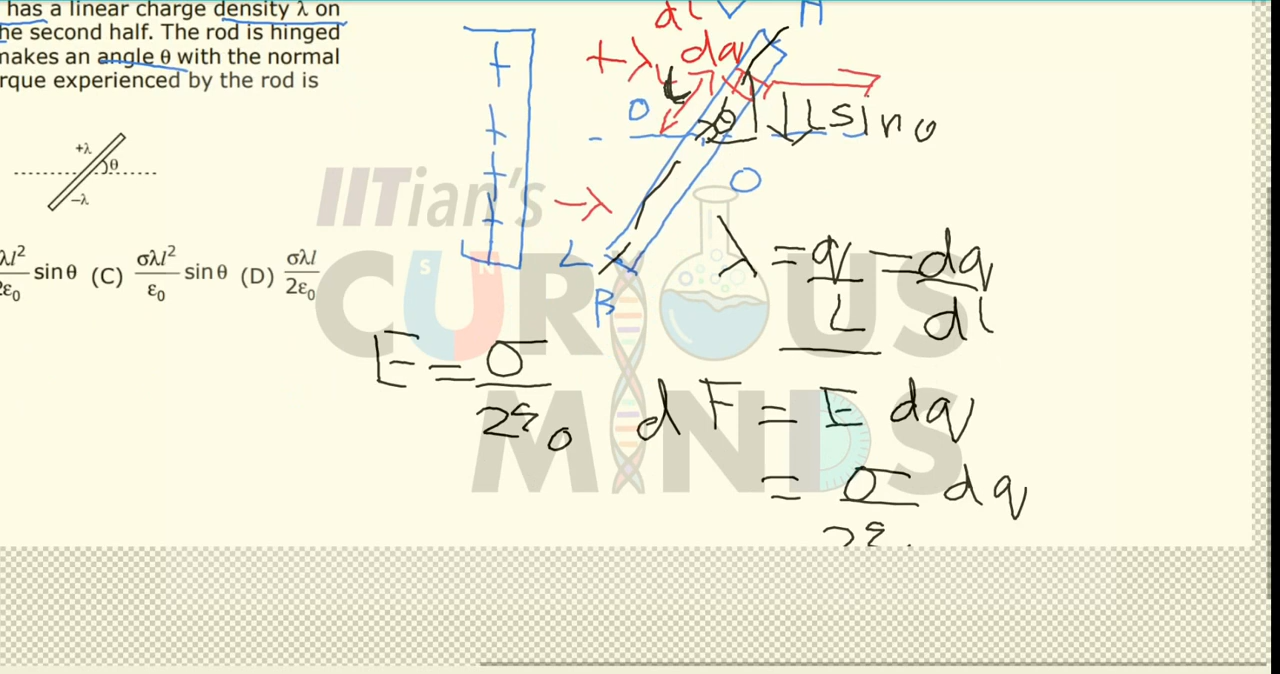 has a linear charge density λ on
he second half. The rod is hinged
makes an angle θ with the normal
rque experienced by the rod is
+λ
θ
−λ
λl²/2ε₀ sinθ (C) σλl²/ε₀ sinθ (D) σλl/2ε₀
dl
A
+λ
dq
L
O
θ
l sin θ
O
−λ
L
B
+
+
+
+
λ = q/L = dq/dl
E = σ/2ε₀
dF = E dq
= σ/2ε dq
IITian's
CURIOUS
MINDS
S N